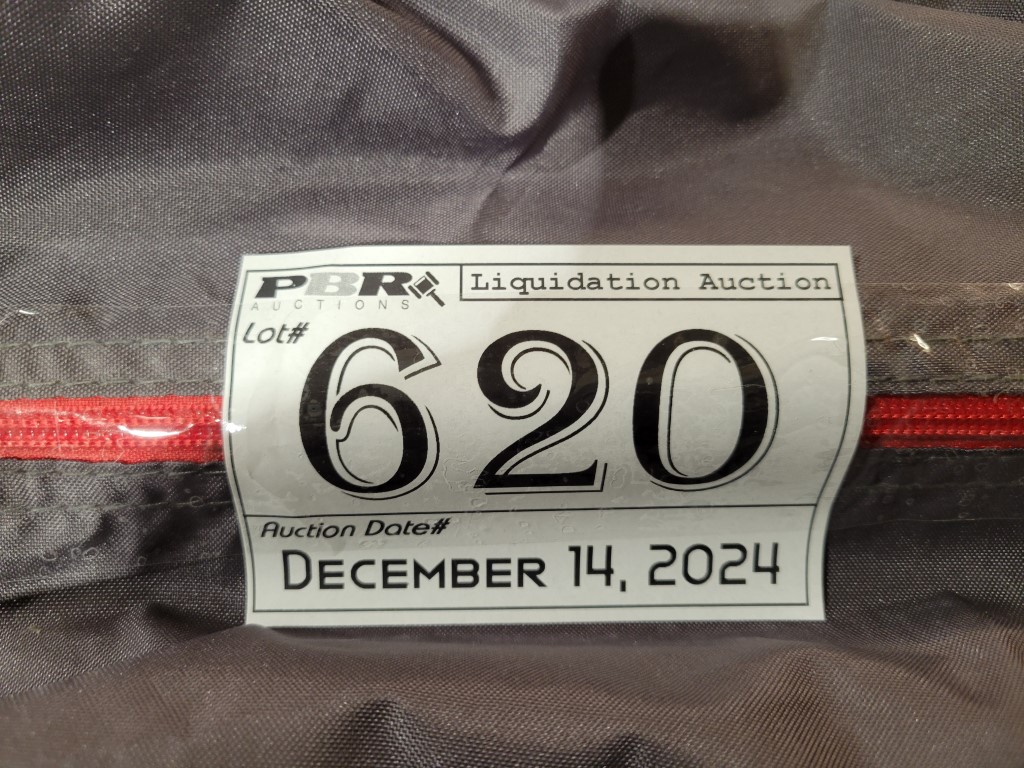 PBR
AUCTIONS
Liquidation Auction
Lot#
620
Auction Date#
DECEMBER 14, 2024